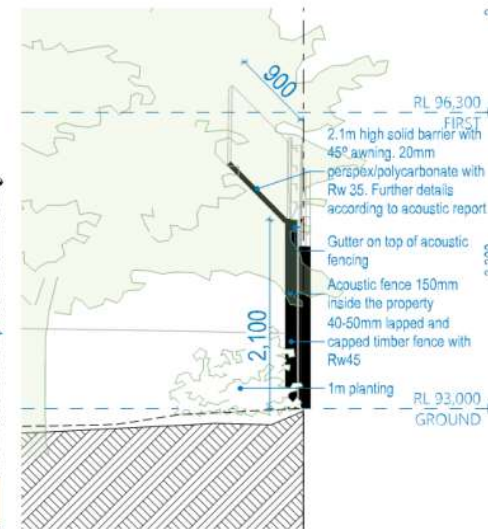 900
RL 96,300
FIRST
2.1m high solid barrier with
45º awning. 20mm
perspex/polycarbonate with
Rw 35. Further details
according to acoustic report
Gutter on top of acoustic
fencing
Acoustic fence 150mm
inside the property
40-50mm lapped and
capped timber fence with
Rw45
2,100
1m planting
RL 93,000
GROUND